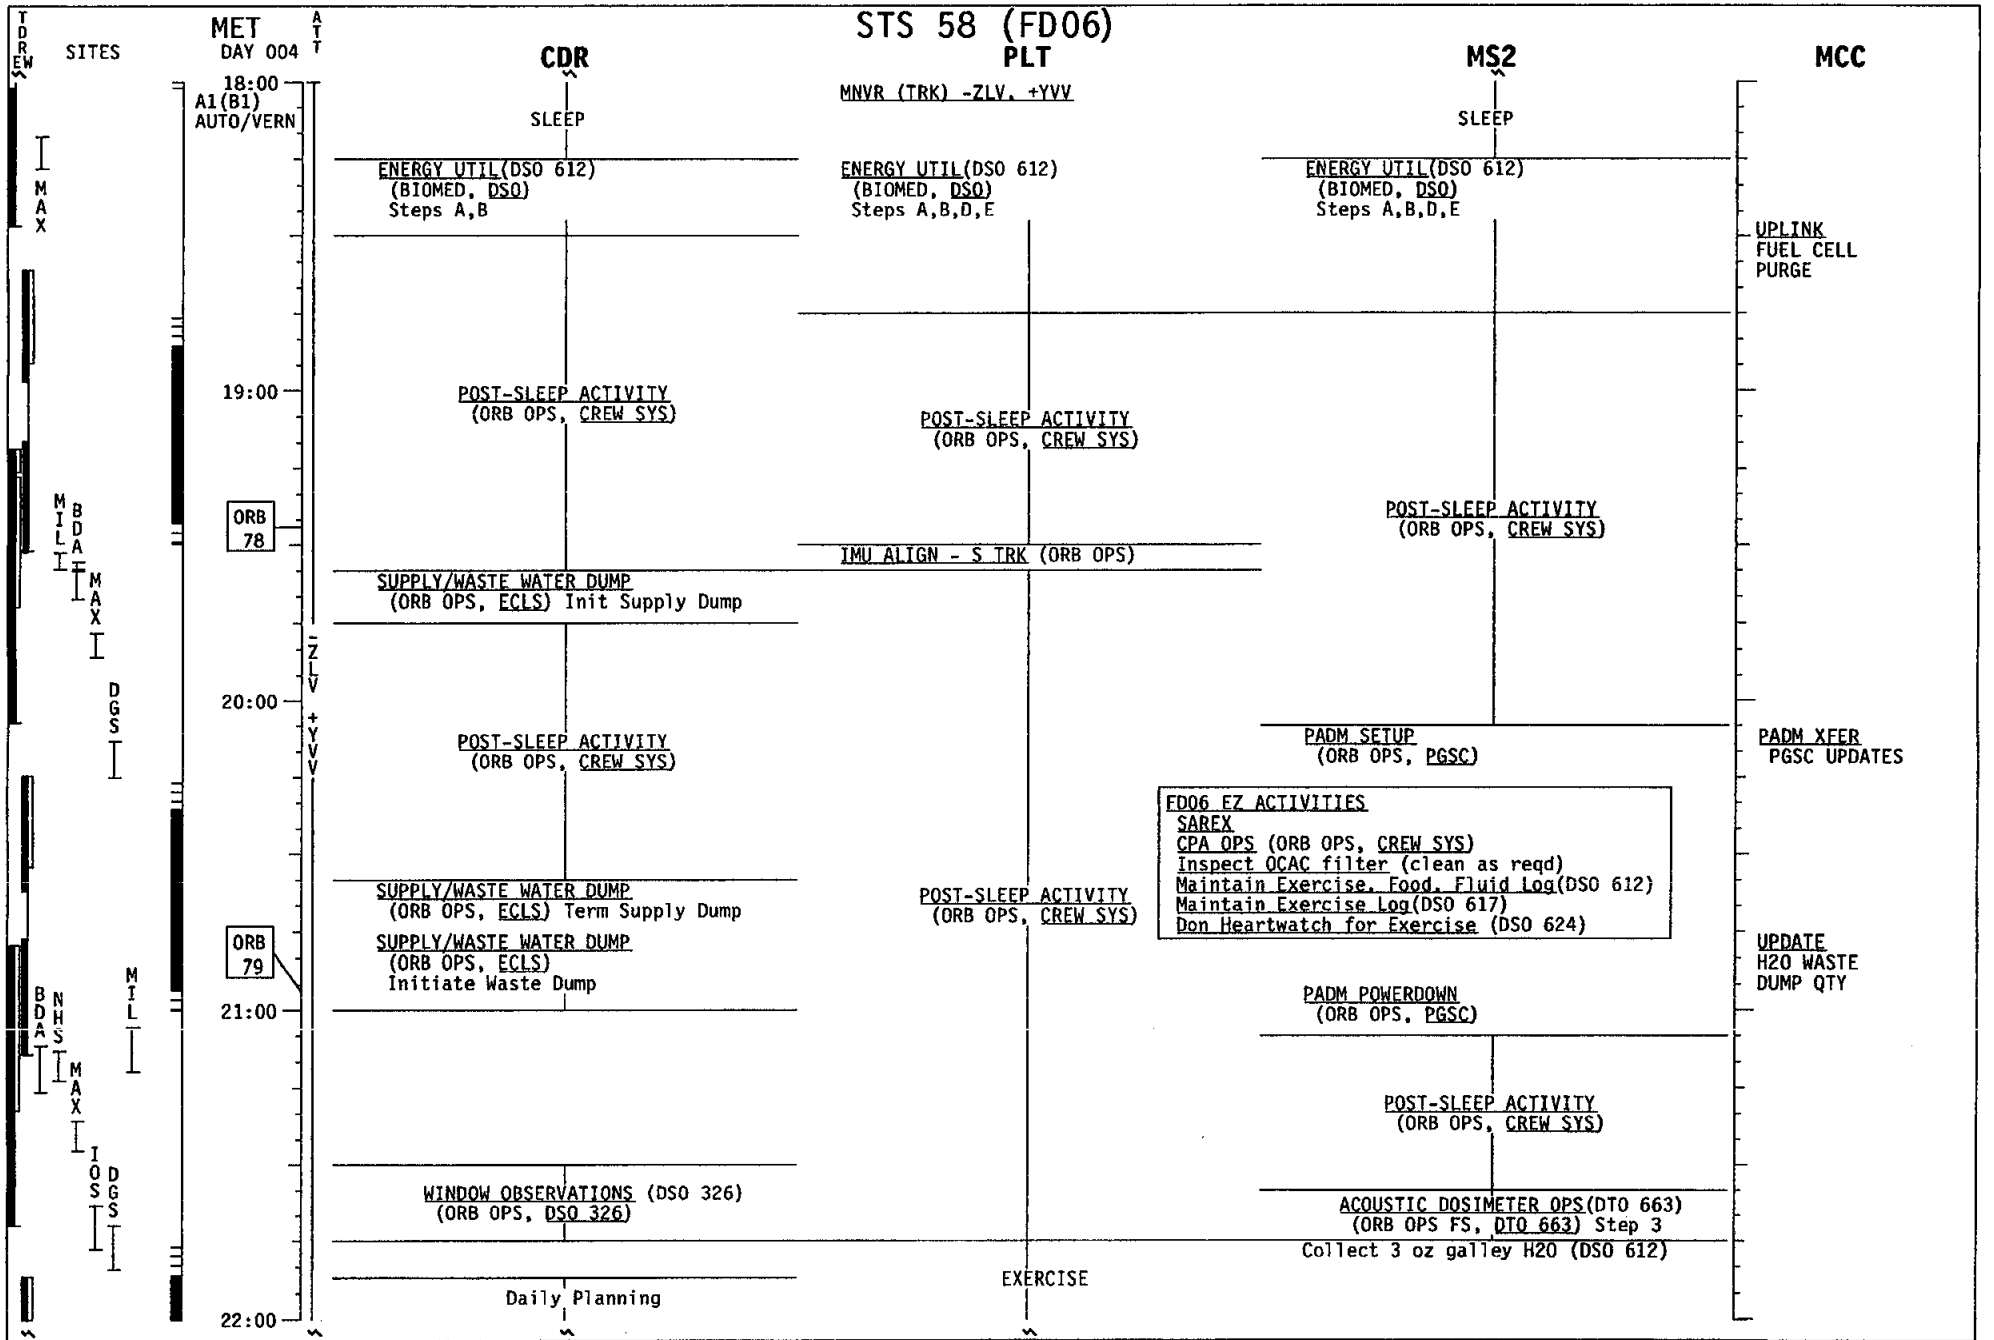 STS 58 (FD06)
TDRE W
SITES
MET
DAY 004
ATT
CDR
PLT
MS2
MCC
18:00
A1(B1)
AUTO/VERN
19:00
ORB
78
20:00
ORB
79
21:00
22:00
MAX
MIL
BDA
MAX
DGS
BDA
NHS
MAX
IOS
DGS
MIL
-ZLV +YVV
SLEEP
ENERGY UTIL(DSO 612)
(BIOMED, DSO)
Steps A,B
POST-SLEEP ACTIVITY
(ORB OPS, CREW SYS)
SUPPLY/WASTE WATER DUMP
(ORB OPS, ECLS) Init Supply Dump
POST-SLEEP ACTIVITY
(ORB OPS, CREW SYS)
SUPPLY/WASTE WATER DUMP
(ORB OPS, ECLS) Term Supply Dump
SUPPLY/WASTE WATER DUMP
(ORB OPS, ECLS)
Initiate Waste Dump
WINDOW OBSERVATIONS (DSO 326)
(ORB OPS, DSO 326)
Daily Planning
MNVR (TRK) -ZLV, +YVV
ENERGY UTIL(DSO 612)
(BIOMED, DSO)
Steps A,B,D,E
POST-SLEEP ACTIVITY
(ORB OPS, CREW SYS)
IMU ALIGN - S TRK (ORB OPS)
POST-SLEEP ACTIVITY
(ORB OPS, CREW SYS)
EXERCISE
SLEEP
ENERGY UTIL(DSO 612)
(BIOMED, DSO)
Steps A,B,D,E
POST-SLEEP ACTIVITY
(ORB OPS, CREW SYS)
PADM SETUP
(ORB OPS, PGSC)
FD06 EZ ACTIVITIES
SAREX
CPA OPS (ORB OPS, CREW SYS)
Inspect OCAC filter (clean as reqd)
Maintain Exercise, Food, Fluid Log(DSO 612)
Maintain Exercise Log(DSO 617)
Don Heartwatch for Exercise (DSO 624)
PADM POWERDOWN
(ORB OPS, PGSC)
POST-SLEEP ACTIVITY
(ORB OPS, CREW SYS)
ACOUSTIC DOSIMETER OPS(DTO 663)
(ORB OPS FS, DTO 663) Step 3
Collect 3 oz galley H2O (DSO 612)
UPLINK
FUEL CELL
PURGE
PADM XFER
PGSC UPDATES
UPDATE
H2O WASTE
DUMP QTY